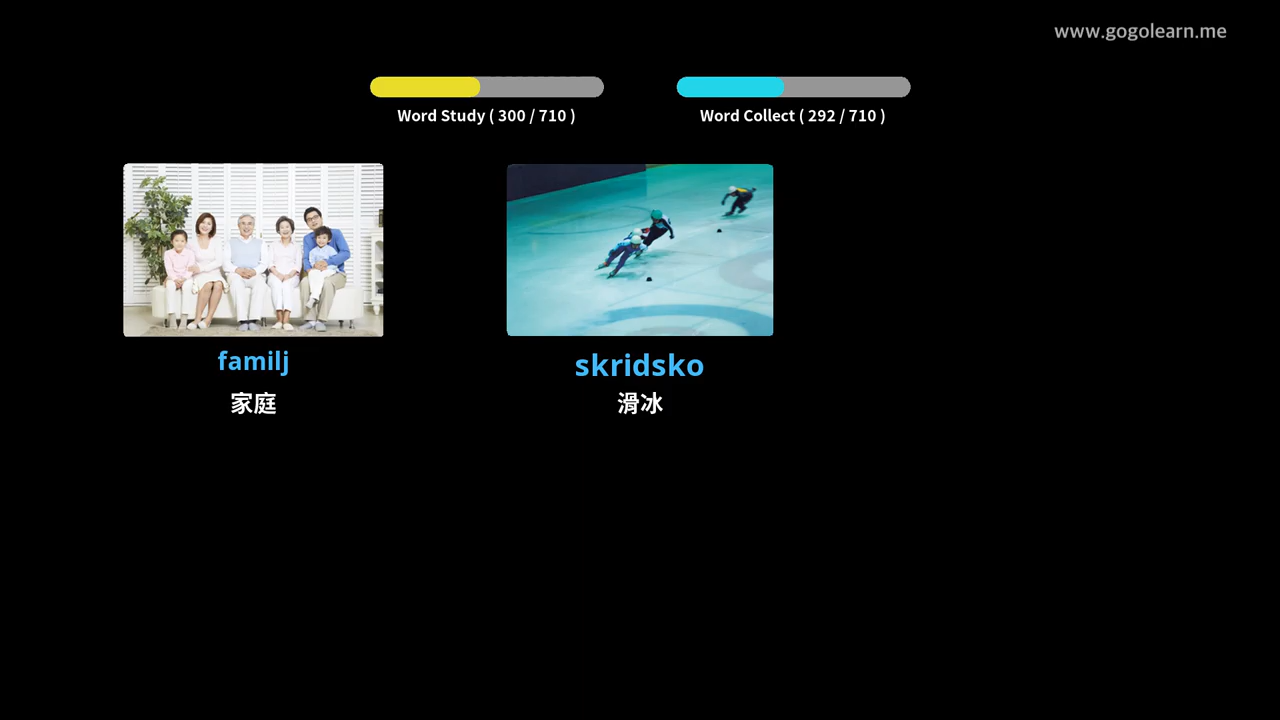 www.gogolearn.me
Word Study ( 300 / 710 )
Word Collect ( 292 / 710 )
familj
skridsko
家庭
滑冰